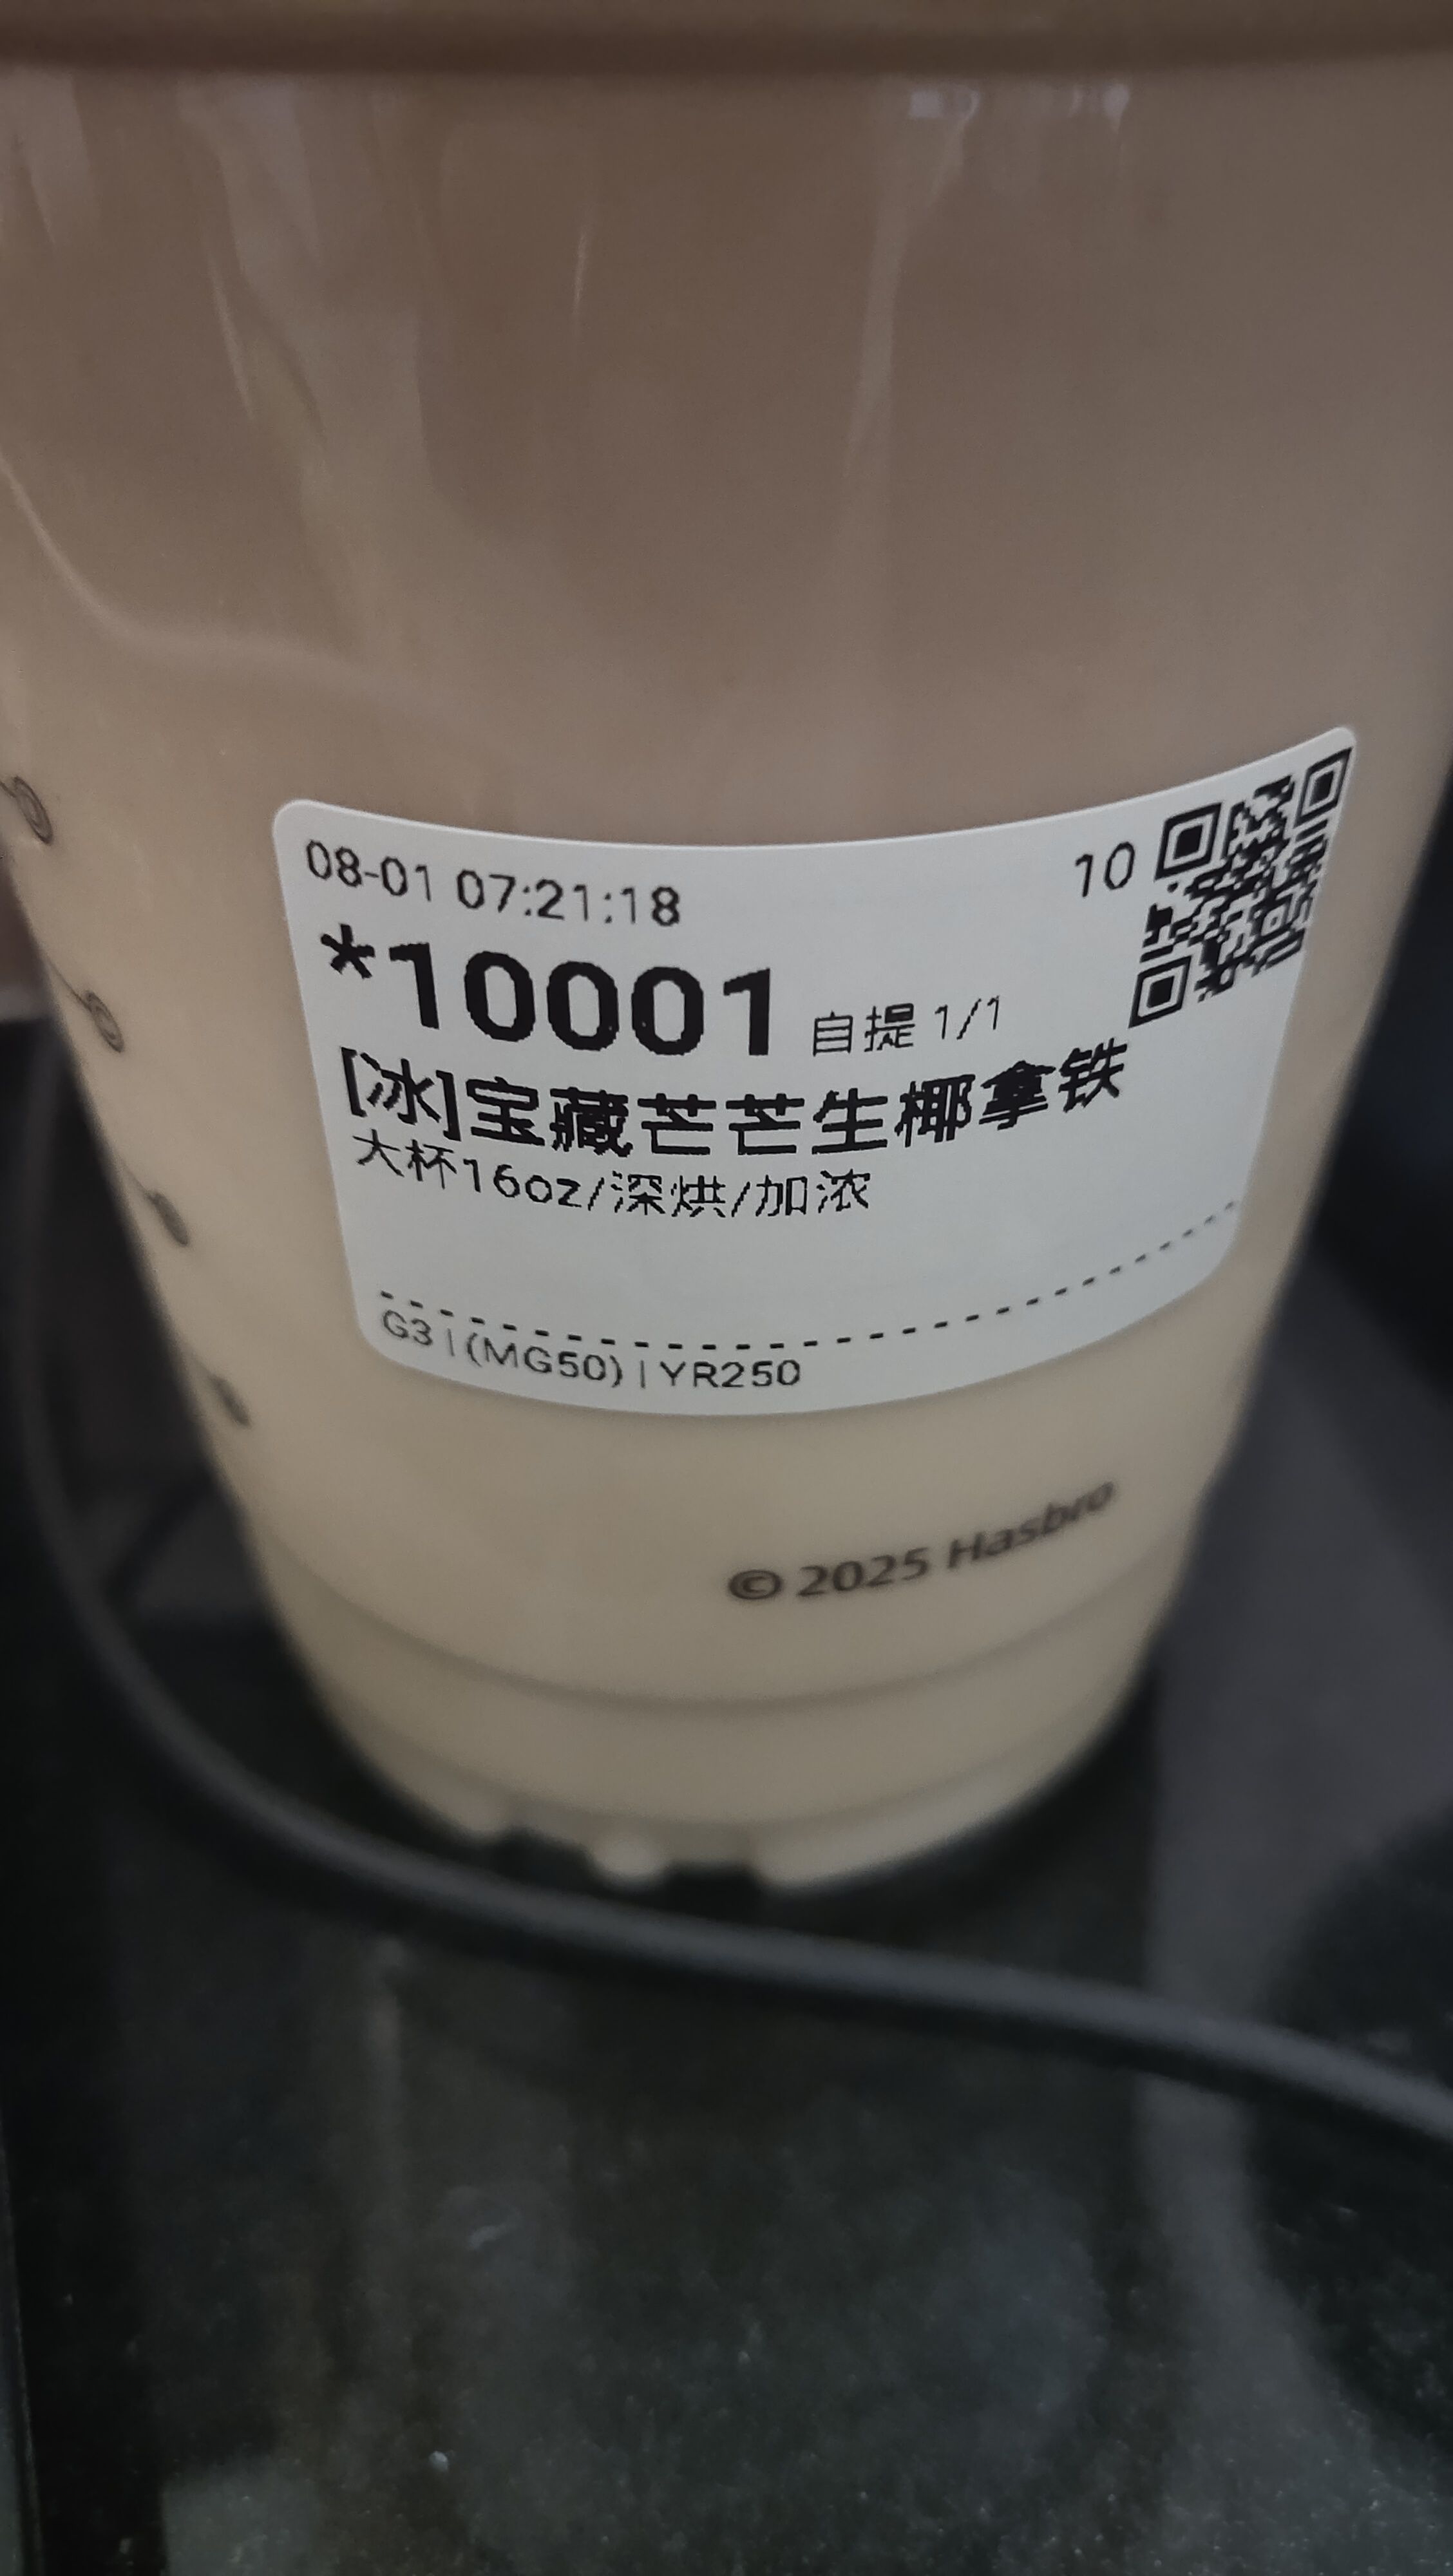 08-01 07:21:18 10
*10001 自提 1/1
[冰]宝藏芒芒生椰拿铁
大杯16oz/深烘/加浓
G3 | (MG50) | YR250
© 2025 Hasbro